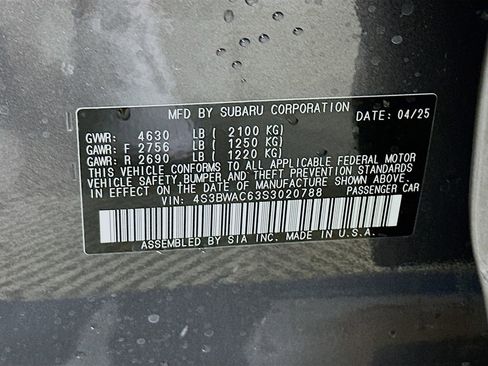 MFD BY SUBARU CORPORATION DATE: 04/25
GVWR: 4630 LB ( 2100 KG)
GAWR: F 2756 LB ( 1250 KG)
GAWR: R 2690 LB ( 1220 KG)
THIS VEHICLE CONFORMS TO ALL APPLICABLE FEDERAL MOTOR
VEHICLE SAFETY, BUMPER, AND THEFT PREVENTION STANDARDS
IN EFFECT ON THE DATE OF MANUFACTURE SHOWN ABOVE.
VIN: 4S3BWAC63S3020788 PASSENGER CAR
ASSEMBLED BY SIA INC. MADE IN U.S.A.